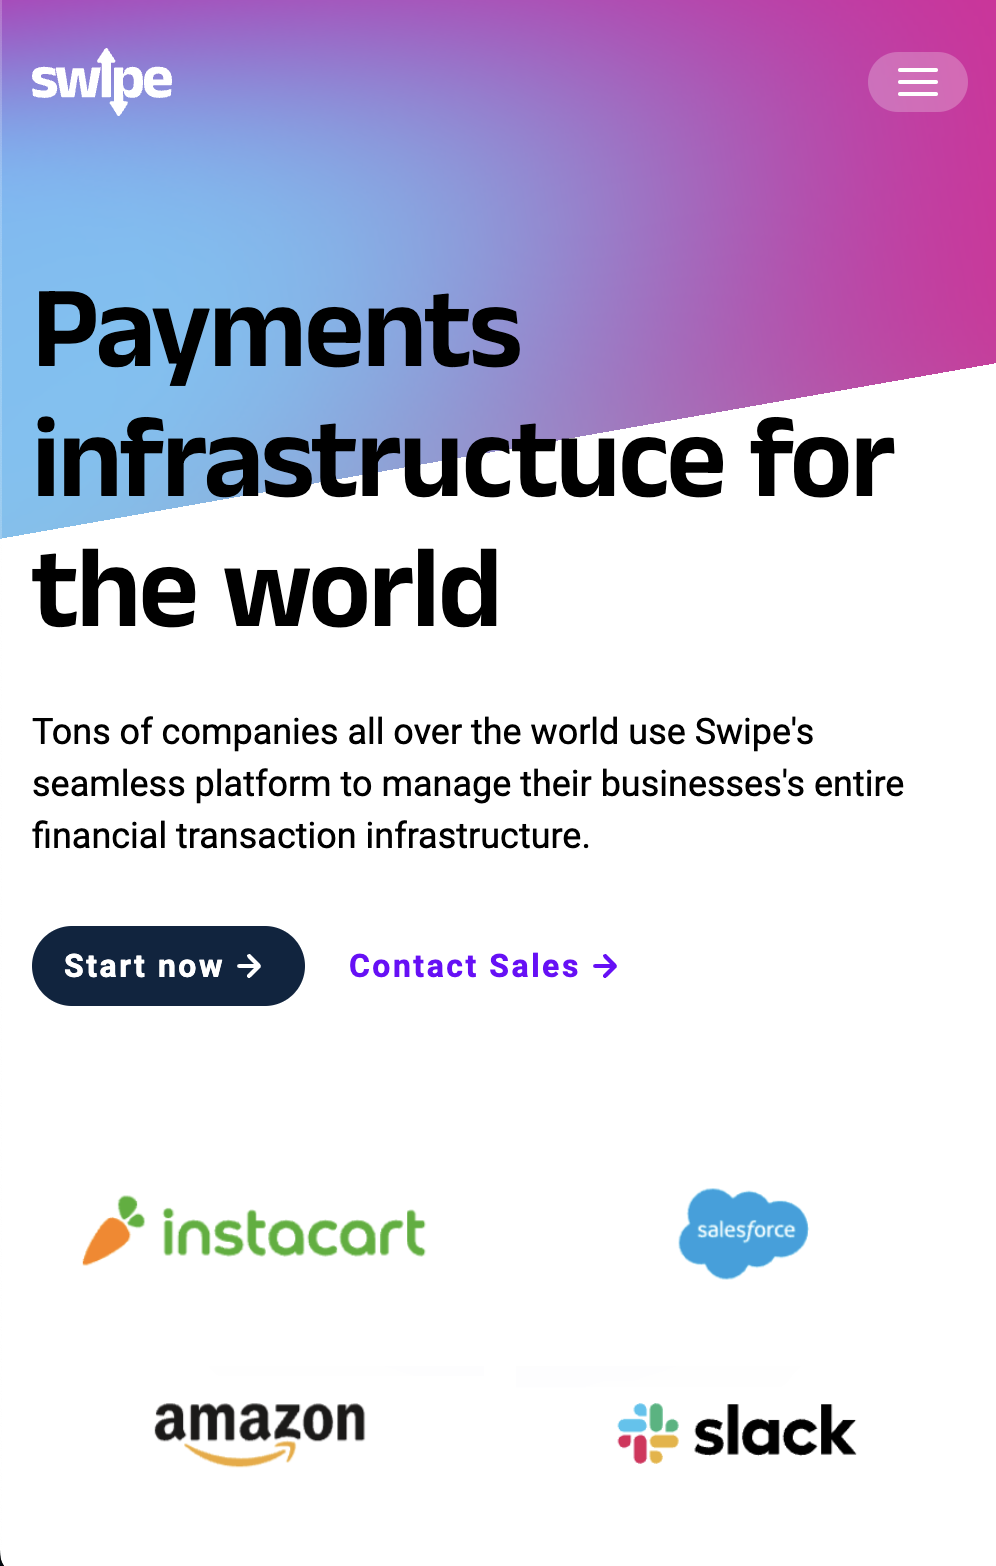 swipe
Payments
infrastructuce for
the world
Tons of companies all over the world use Swipe's
seamless platform to manage their businesses's entire
financial transaction infrastructure.
Start now →
Contact Sales →
instacart
salesforce
amazon
slack